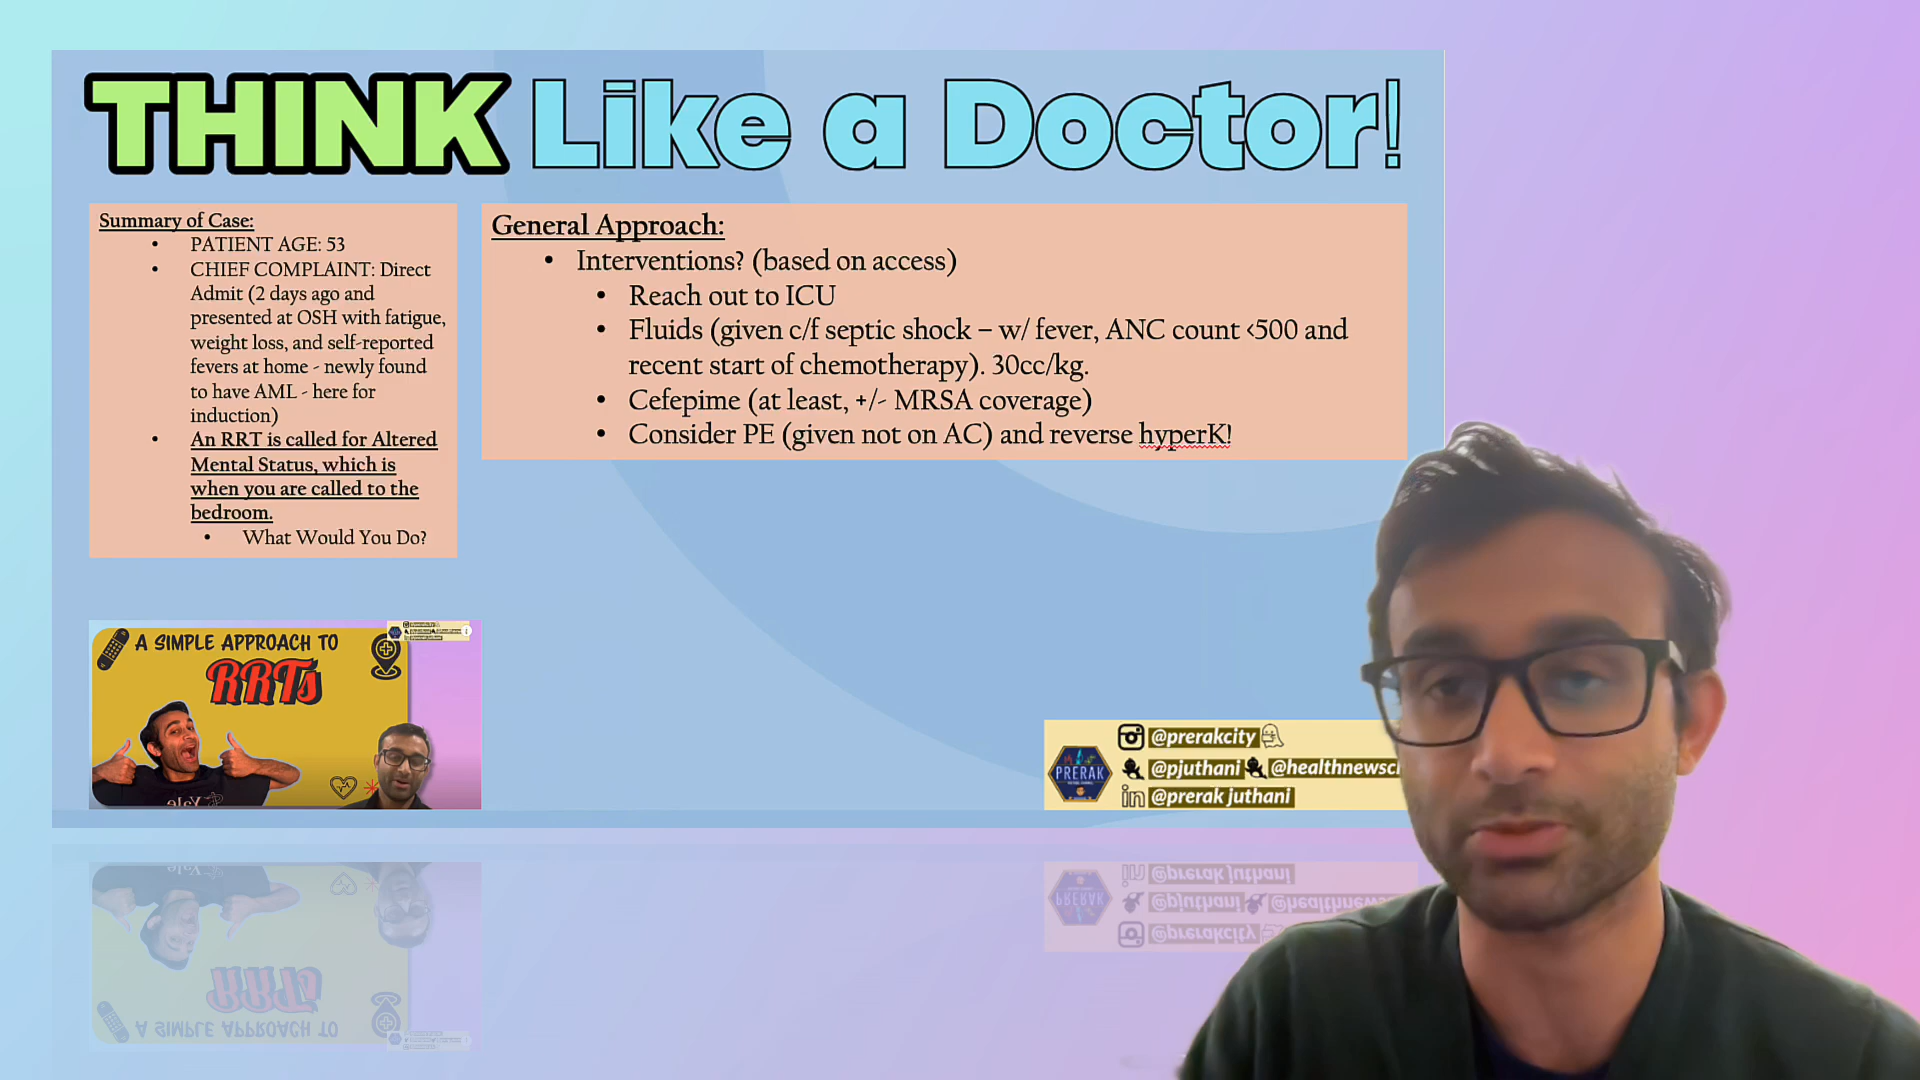 THINK Like a Doctor!
Summary of Case:
• PATIENT AGE: 53
• CHIEF COMPLAINT: Direct
Admit (2 days ago and
presented at OSH with fatigue,
weight loss, and self-reported
fevers at home - newly found
to have AML - here for
induction)
• An RRT is called for Altered
Mental Status, which is
when you are called to the
bedroom.
• What Would You Do?
General Approach:
• Interventions? (based on access)
• Reach out to ICU
• Fluids (given c/f septic shock – w/ fever, ANC count <500 and
recent start of chemotherapy). 30cc/kg.
• Cefepime (at least, +/- MRSA coverage)
• Consider PE (given not on AC) and reverse hyperK!
A SIMPLE APPROACH TO
RRTs
Yale
PRERAK
@prerakcity
@pjuthani @healthnewscr
in @prerak juthani